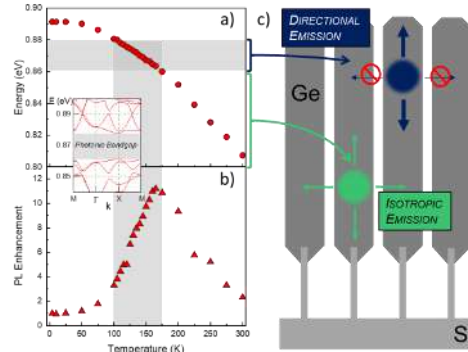 a)
0.90
0.88
0.86
0.84
0.82
0.80
Energy (eV)
E (eV)
0.89
0.87
0.85
Photonic Bandgap
M Γ X M
k
b)
12
10
8
6
4
2
0
PL Enhancement
0 50 100 150 200 250 300
Temperature (K)
c)
DIRECTIONAL
EMISSION
Ge
ISOTROPIC
EMISSION
S